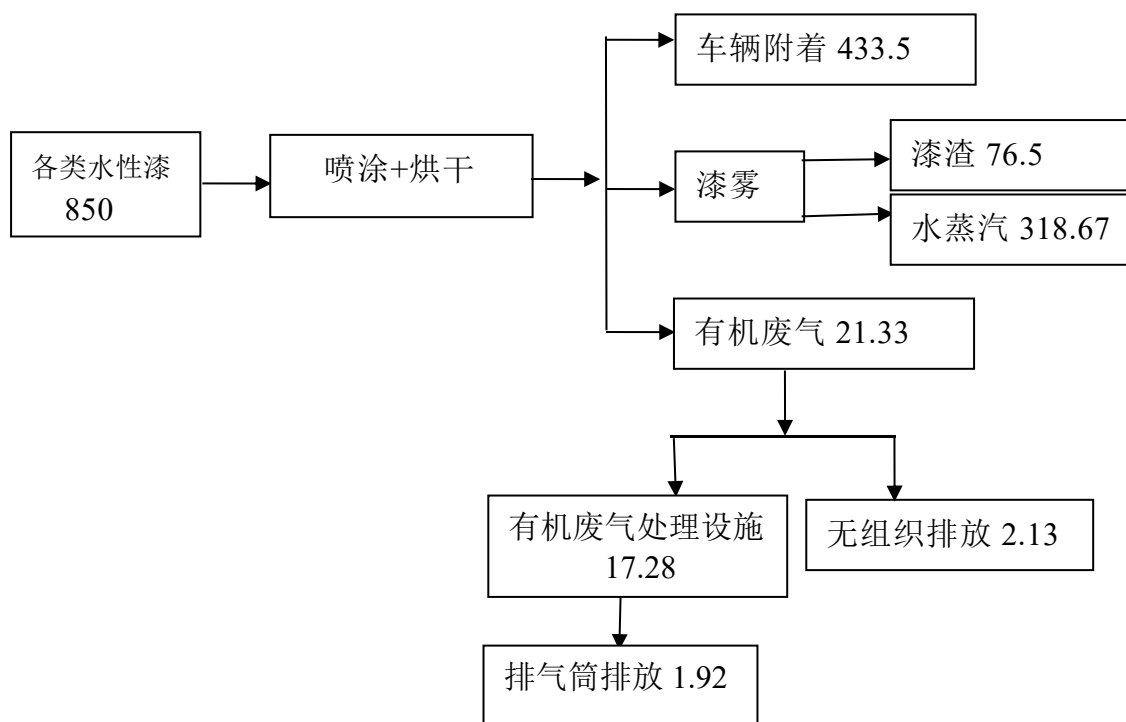 车辆附着 433.5
各类水性漆
850
喷涂+烘干
漆雾
漆渣 76.5
水蒸汽 318.67
有机废气 21.33
有机废气处理设施
17.28
无组织排放 2.13
排气筒排放 1.92